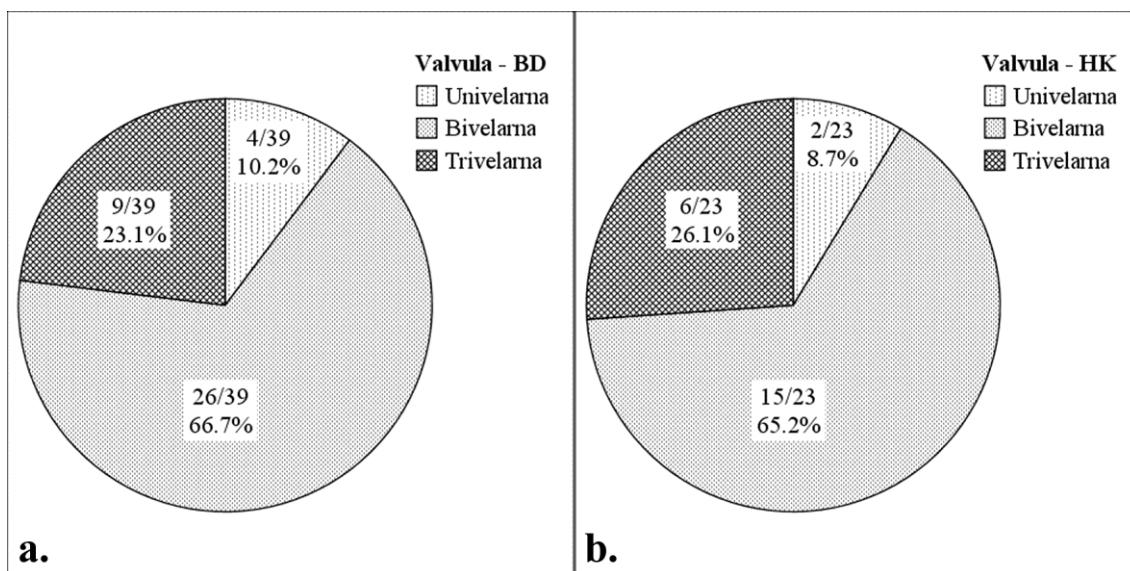 Valvula - BD
Univelarna
Bivelarna
Trivelarna
4/39
10.2%
9/39
23.1%
26/39
66.7%
a.
Valvula - HK
Univelarna
Bivelarna
Trivelarna
2/23
8.7%
6/23
26.1%
15/23
65.2%
b.